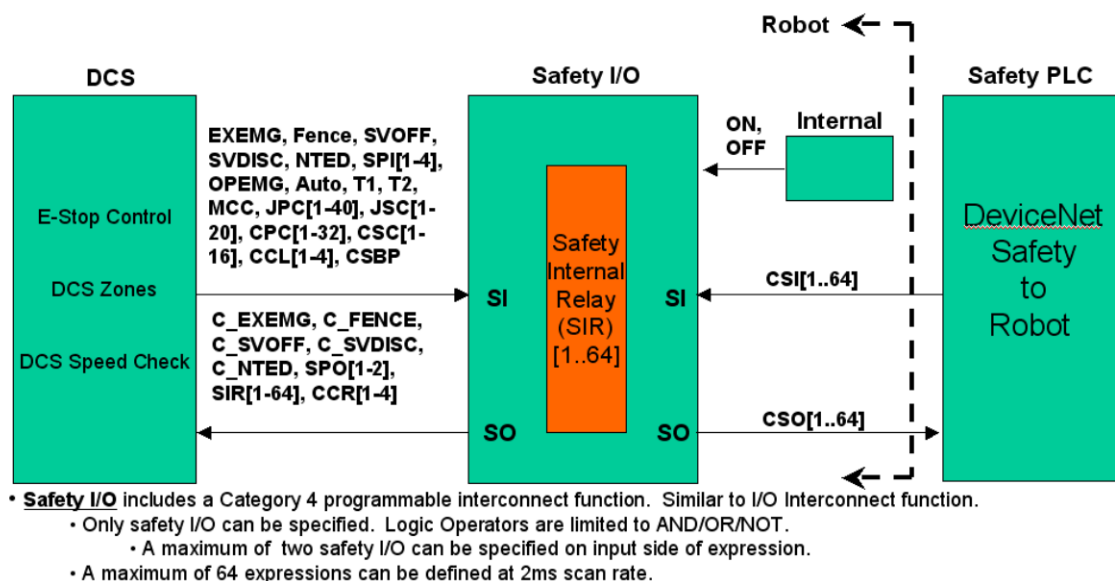 Robot
DCS
Safety I/O
Safety PLC
EXEMG, Fence, SVOFF,
SVDISC, NTED, SPI[1-4],
OPEMG, Auto, T1, T2,
MCC, JPC[1-40], JSC[1-
20], CPC[1-32], CSC[1-
16], CCL[1-4], CSBP
E-Stop Control
DCS Zones
DCS Speed Check
C_EXEMG, C_FENCE,
C_SVOFF, C_SVDISC,
C_NTED, SPO[1-2],
SIR[1-64], CCR[1-4]
SI
SO
Safety
Internal
Relay
(SIR)
[1..64]
SI
SO
ON,
OFF
Internal
CSI[1..64]
CSO[1..64]
DeviceNet
Safety
to
Robot
• Safety I/O includes a Category 4 programmable interconnect function. Similar to I/O Interconnect function.
• Only safety I/O can be specified. Logic Operators are limited to AND/OR/NOT.
• A maximum of two safety I/O can be specified on input side of expression.
• A maximum of 64 expressions can be defined at 2ms scan rate.